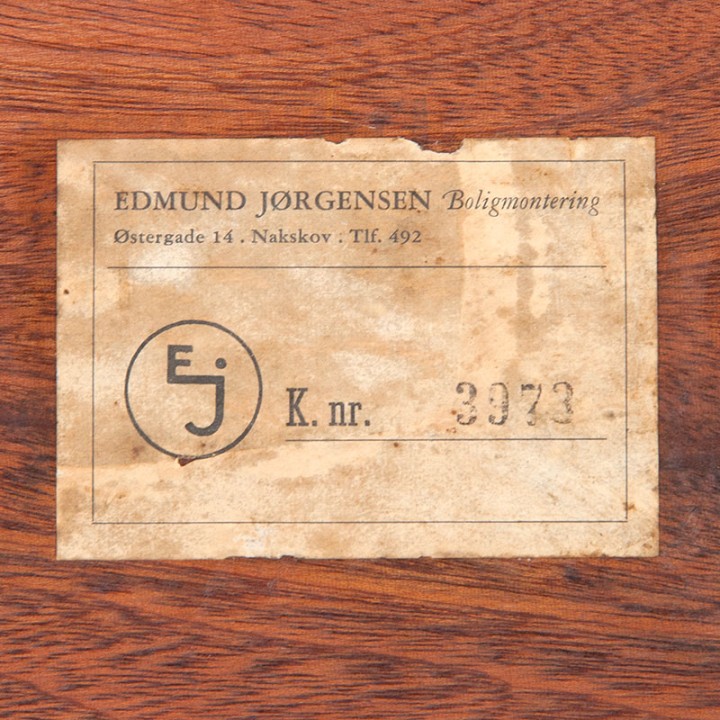 EDMUND JØRGENSEN Boligmontering
Østergade 14 . Nakskov . Tlf. 492
EJ
K. nr. 3973